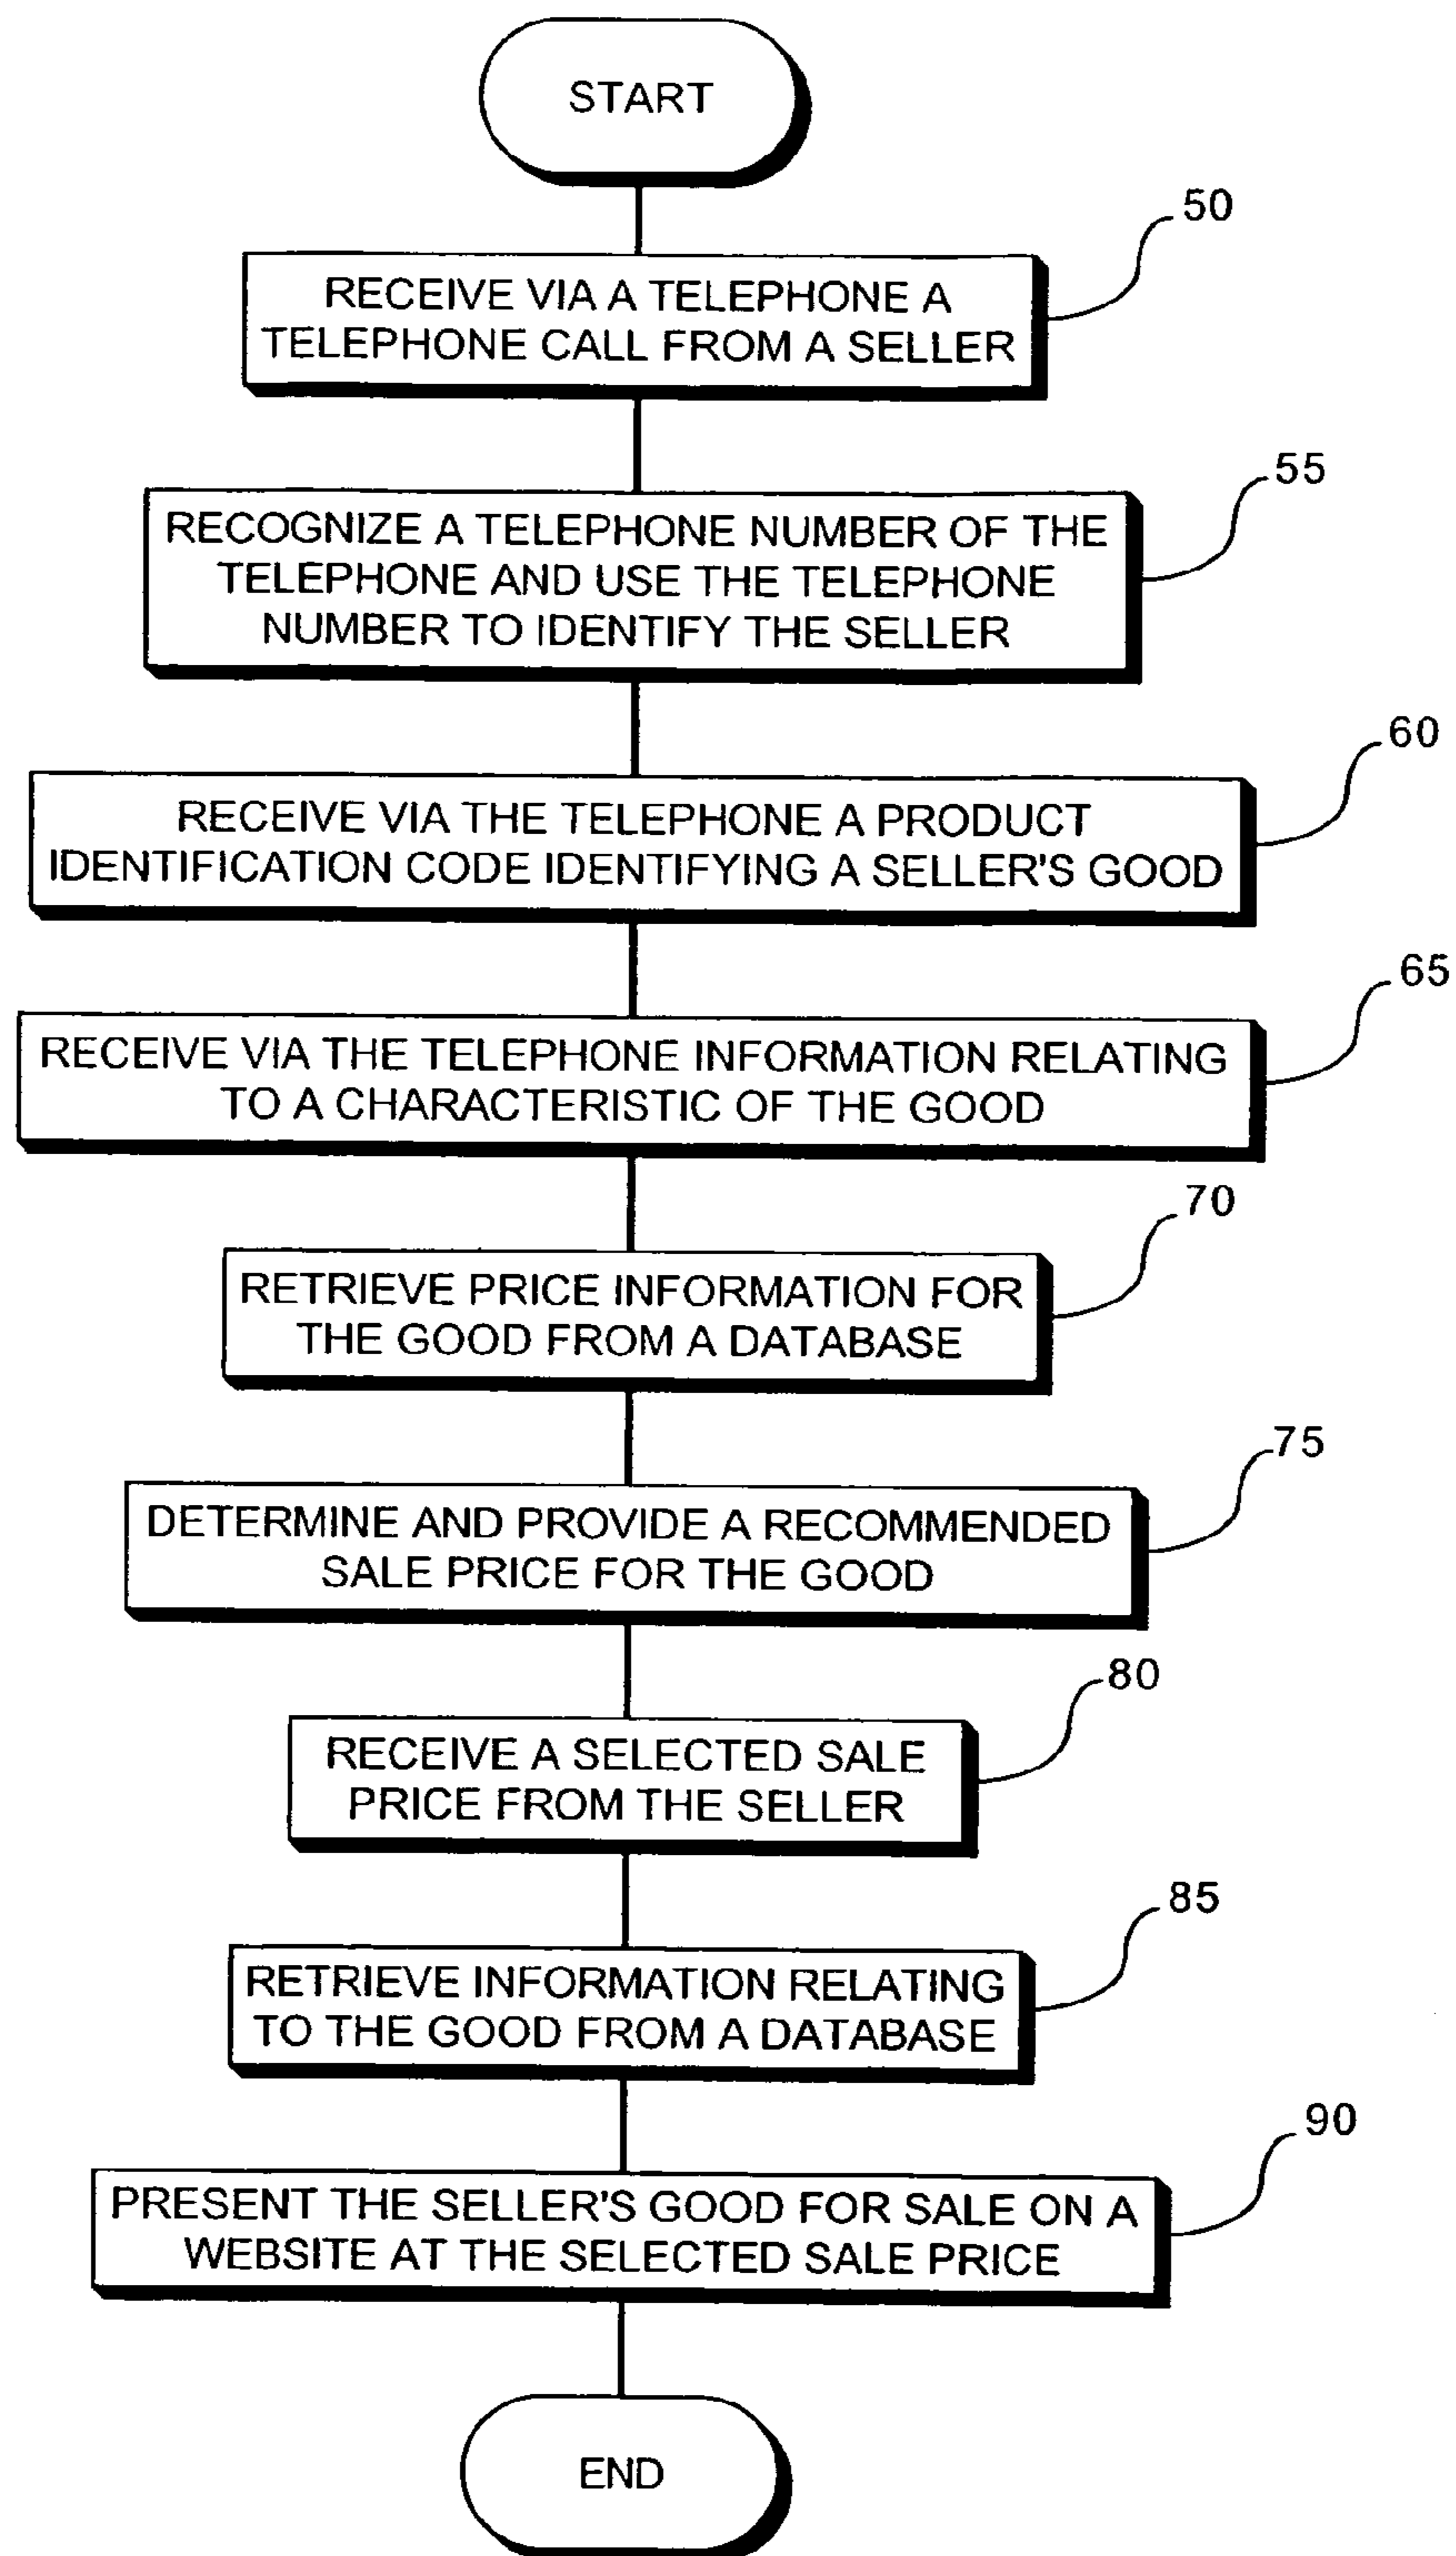 START
50
RECEIVE VIA A TELEPHONE A
TELEPHONE CALL FROM A SELLER
55
RECOGNIZE A TELEPHONE NUMBER OF THE
TELEPHONE AND USE THE TELEPHONE
NUMBER TO IDENTIFY THE SELLER
60
RECEIVE VIA THE TELEPHONE A PRODUCT
IDENTIFICATION CODE IDENTIFYING A SELLER'S GOOD
65
RECEIVE VIA THE TELEPHONE INFORMATION RELATING
TO A CHARACTERISTIC OF THE GOOD
70
RETRIEVE PRICE INFORMATION FOR
THE GOOD FROM A DATABASE
75
DETERMINE AND PROVIDE A RECOMMENDED
SALE PRICE FOR THE GOOD
80
RECEIVE A SELECTED SALE
PRICE FROM THE SELLER
85
RETRIEVE INFORMATION RELATING
TO THE GOOD FROM A DATABASE
90
PRESENT THE SELLER'S GOOD FOR SALE ON A
WEBSITE AT THE SELECTED SALE PRICE
END